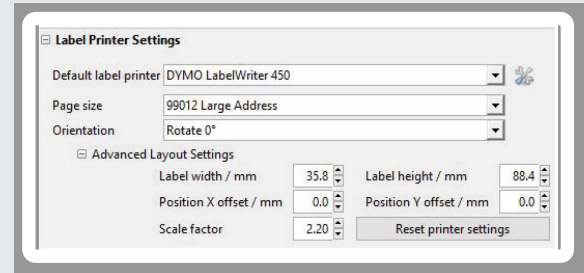 Label Printer Settings
Default label printer DYMO LabelWriter 450
Page size 99012 Large Address
Orientation Rotate 0°
Advanced Layout Settings
Label width / mm 35.8 Label height / mm 88.4
Position X offset / mm 0.0 Position Y offset / mm 0.0
Scale factor 2.20 Reset printer settings